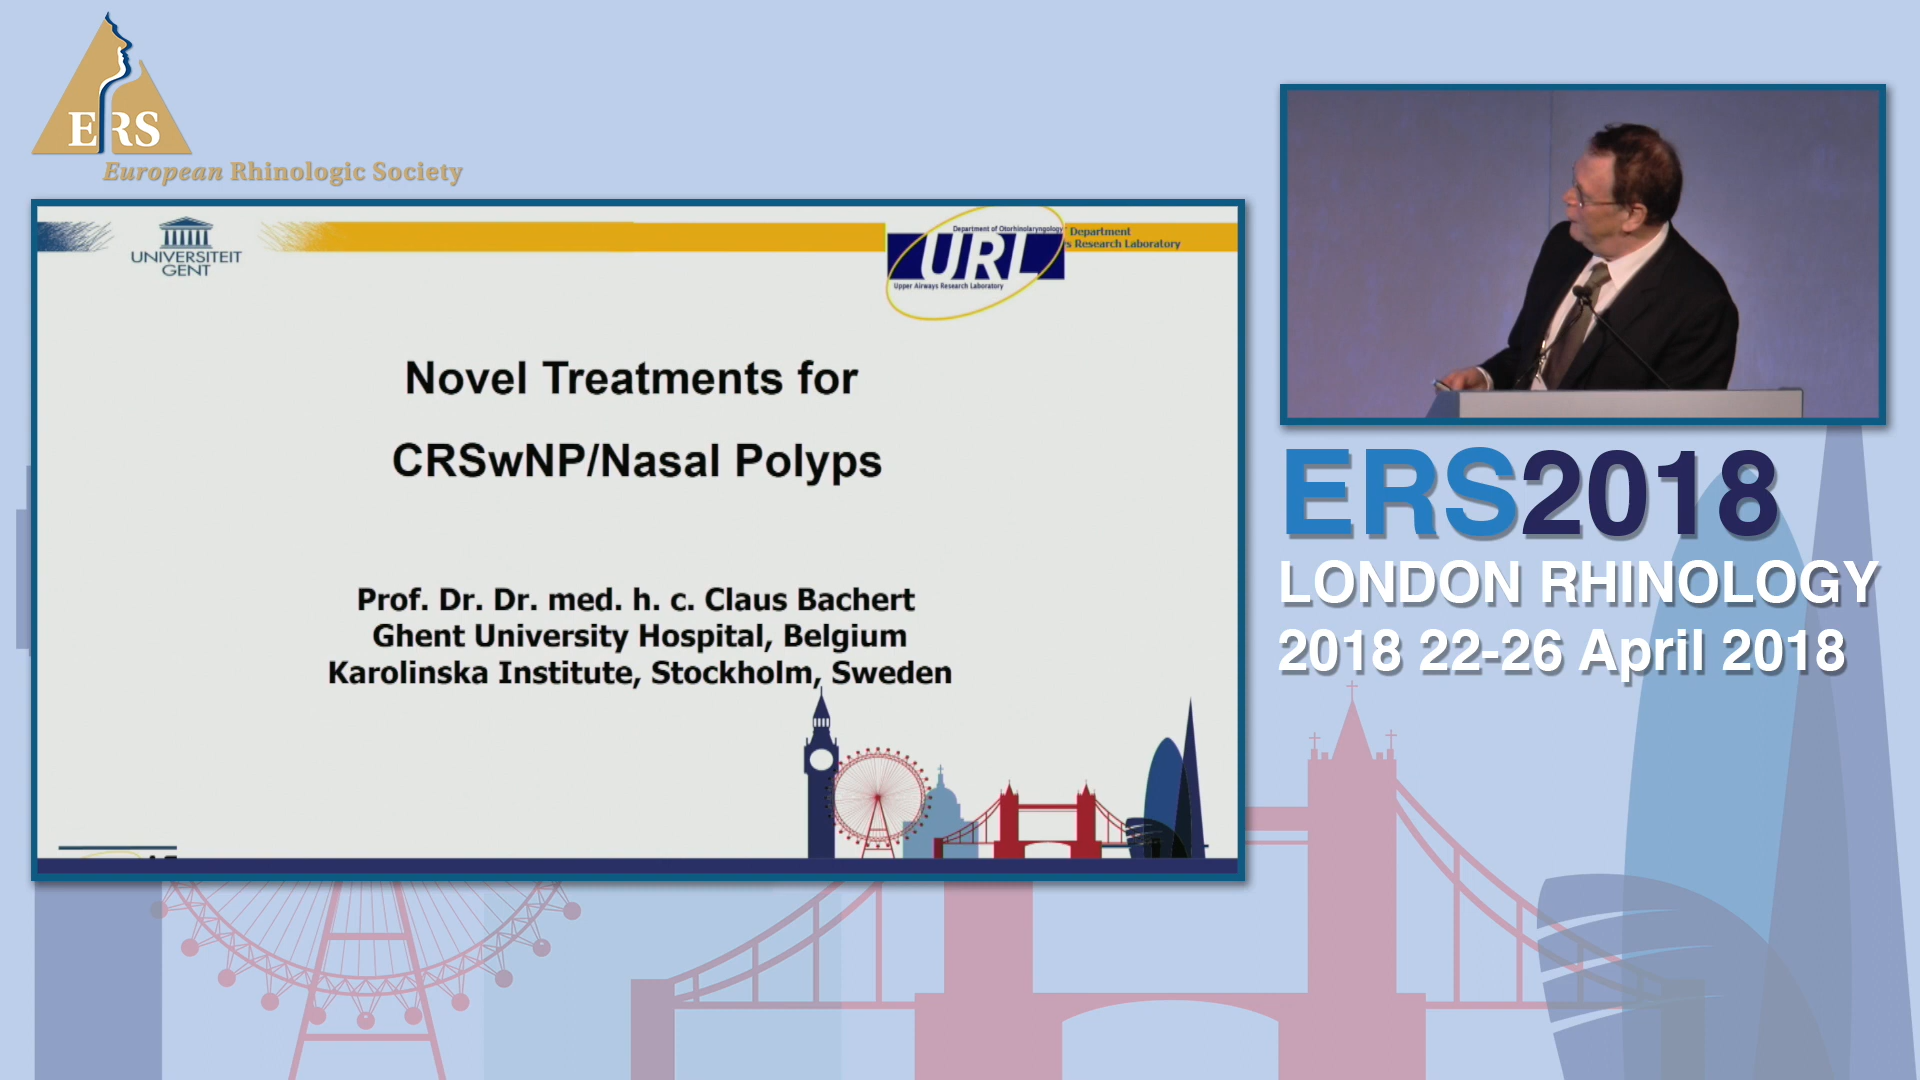 ERS
European Rhinologic Society
UNIVERSITEIT
GENT
Department of Otorhinolaryngology
URL
Upper Airways Research Laboratory
Department
s Research Laboratory
Novel Treatments for
CRSwNP/Nasal Polyps
Prof. Dr. Dr. med. h. c. Claus Bachert
Ghent University Hospital, Belgium
Karolinska Institute, Stockholm, Sweden
ERS2018
LONDON RHINOLOGY
2018 22-26 April 2018